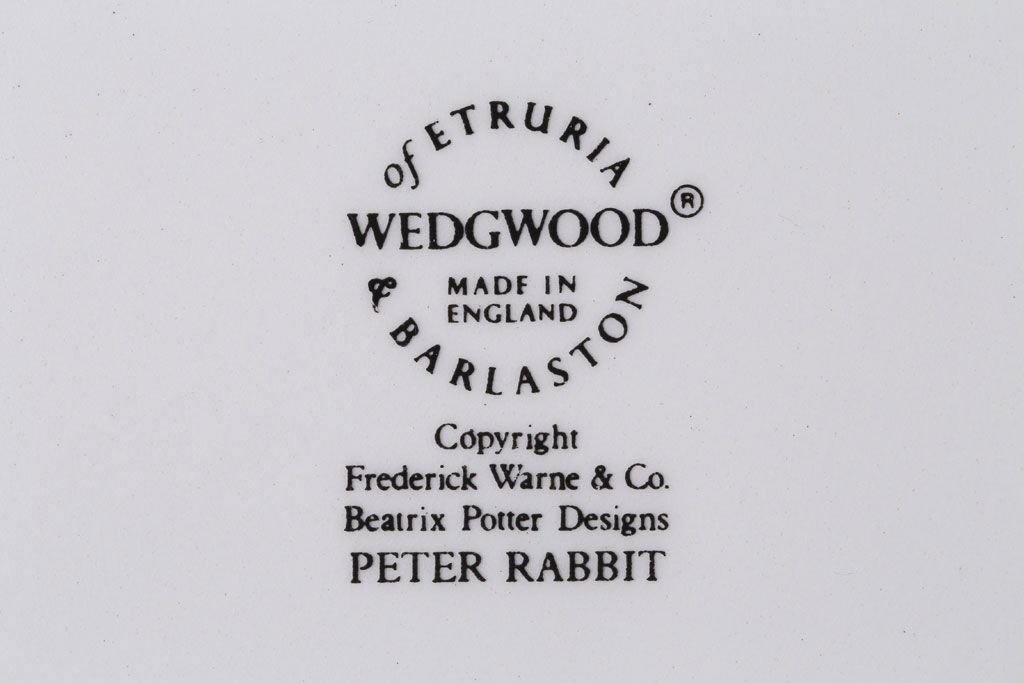 of ETRURIA
WEDGWOOD®
MADE IN
ENGLAND
& BARLASTON
Copyright
Frederick Warne & Co.
Beatrix Potter Designs
PETER RABBIT